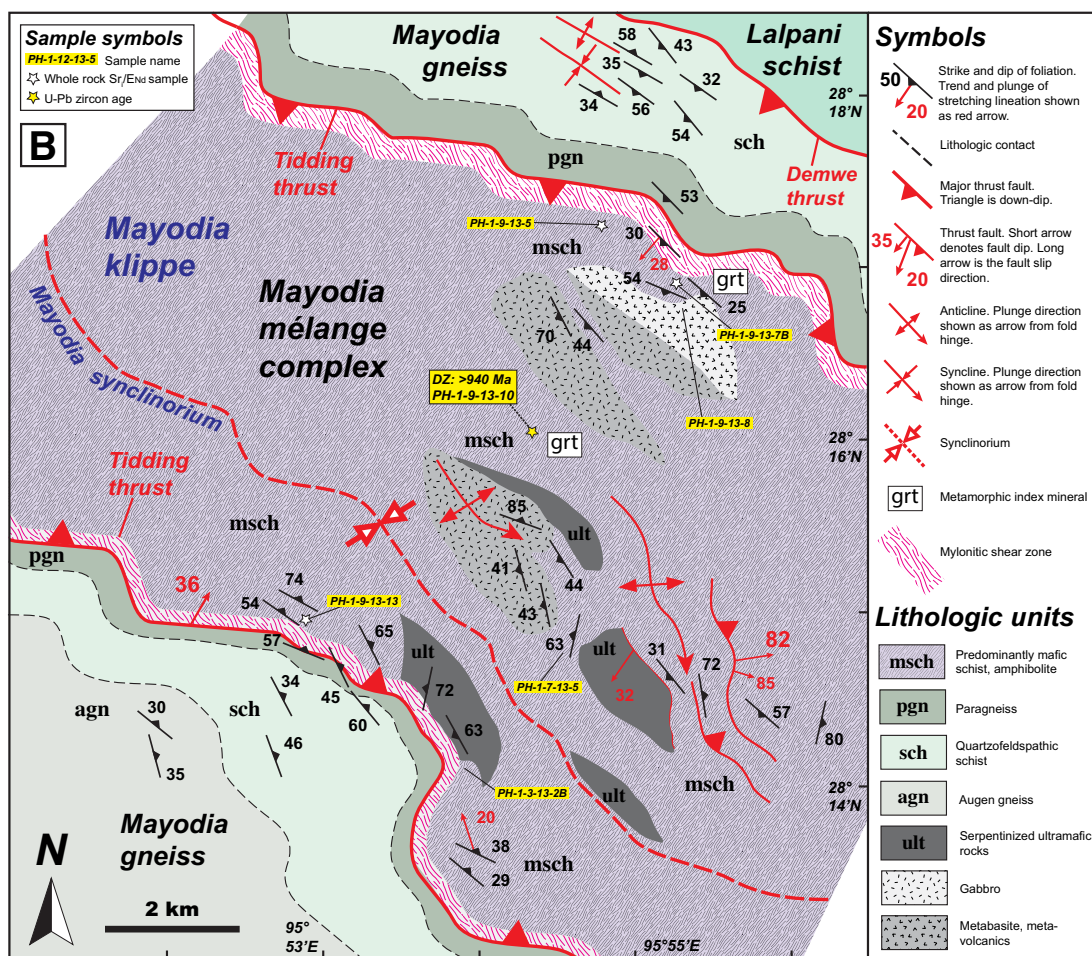 Sample symbols
PH-1-12-13-5 Sample name
Whole rock Sri/ENd sample
U-Pb zircon age
B
Mayodia
gneiss
Lalpani
schist
58
43
35
32
34
56
54
sch
28°
18'N
Tidding
thrust
pgn
Demwe
thrust
53
PH-1-9-13-5
msch
30
28
54
grt
25
PH-1-9-13-7B
Mayodia
klippe
Mayodia
synclinorium
Mayodia
mélange
complex
70
44
DZ: >940 Ma
PH-1-9-13-10
PH-1-9-13-8
msch
grt
28°
16'N
Tidding
thrust
msch
85
ult
pgn
36
74
54
PH-1-9-13-13
41
44
43
57
65
ult
63
ult
31
72
82
85
34
45
60
72
PH-1-7-13-5
32
57
80
agn
30
sch
46
35
63
msch
ult
28°
14'N
PH-1-3-13-2B
20
38
29
msch
Mayodia
gneiss
N
2 km
95°
53'E
95°55'E
Symbols
50
20
Strike and dip of foliation.
Trend and plunge of
stretching lineation shown
as red arrow.
Lithologic contact
Major thrust fault.
Triangle is down-dip.
35
20
Thrust fault. Short arrow
denotes fault dip. Long
arrow is the fault slip
direction.
Anticline. Plunge direction
shown as arrow from fold
hinge.
Syncline. Plunge direction
shown as arrow from fold
hinge.
Synclinorium
grt
Metamorphic index mineral
Mylonitic shear zone
Lithologic units
msch
Predominantly mafic
schist, amphibolite
pgn
Paragneiss
sch
Quartzofeldspathic
schist
agn
Augen gneiss
ult
Serpentinized ultramafic
rocks
Gabbro
Metabasite, meta-
volcanics